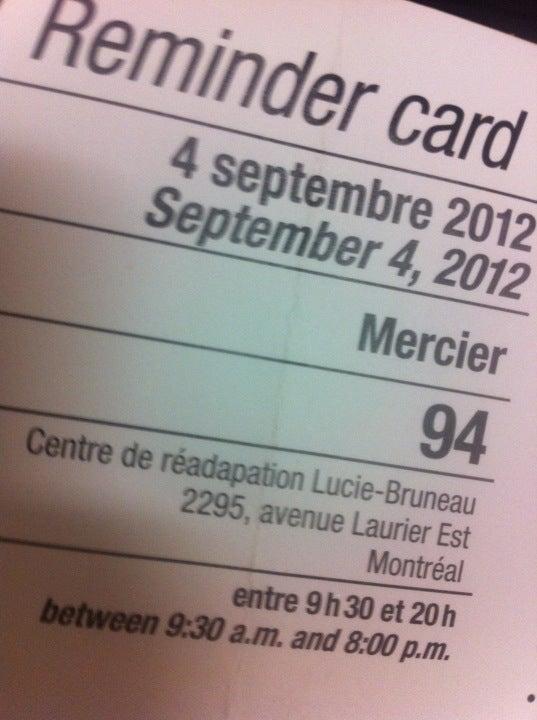 Reminder card
4 septembre 2012
September 4, 2012
Mercier
94
Centre de réadapation Lucie-Bruneau
2295, avenue Laurier Est
Montréal
entre 9 h 30 et 20 h
between 9:30 a.m. and 8:00 p.m.